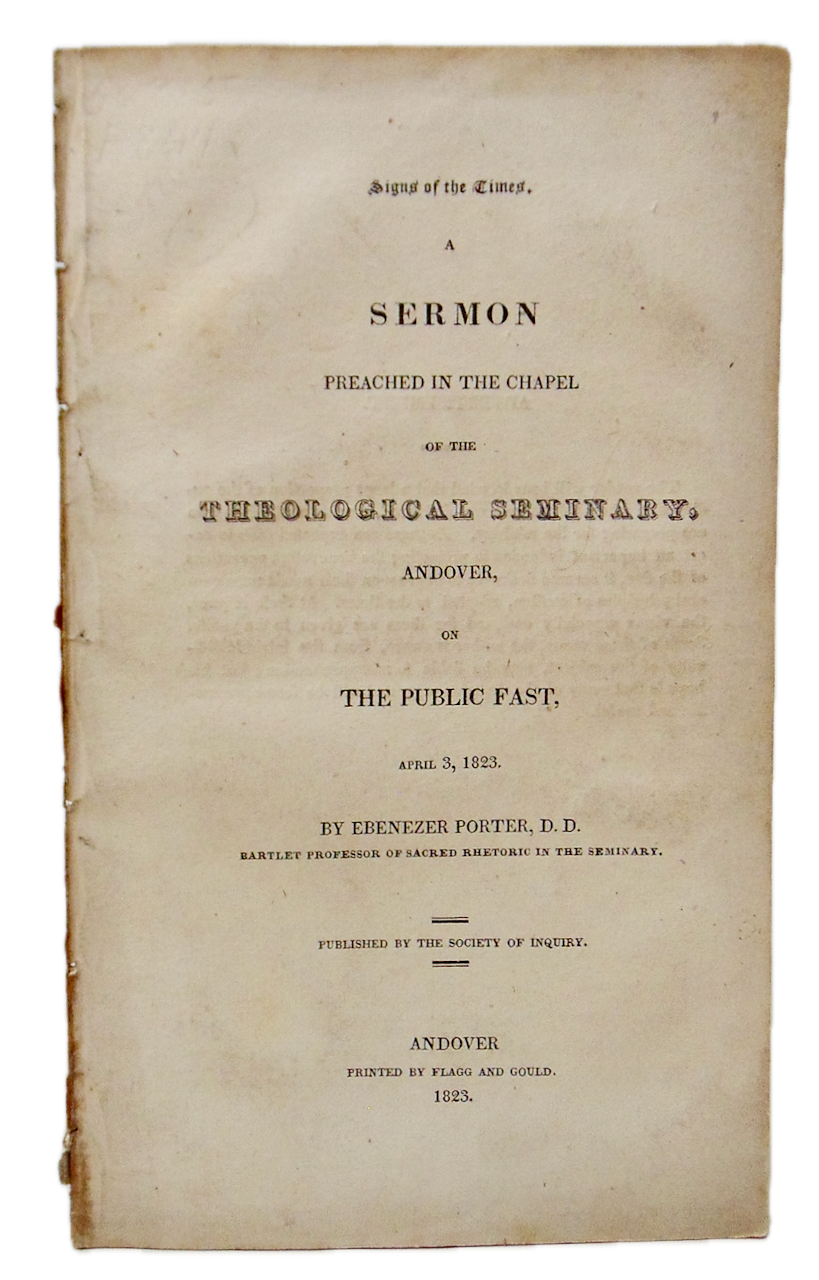 Signs of the Times.
A
SERMON
PREACHED IN THE CHAPEL
OF THE
THEOLOGICAL SEMINARY,
ANDOVER,
ON
THE PUBLIC FAST,
APRIL 3, 1823.
BY EBENEZER PORTER, D. D.
BARTLET PROFESSOR OF SACRED RHETORIC IN THE SEMINARY.
PUBLISHED BY THE SOCIETY OF INQUIRY.
ANDOVER
PRINTED BY FLAGG AND GOULD.
1823.